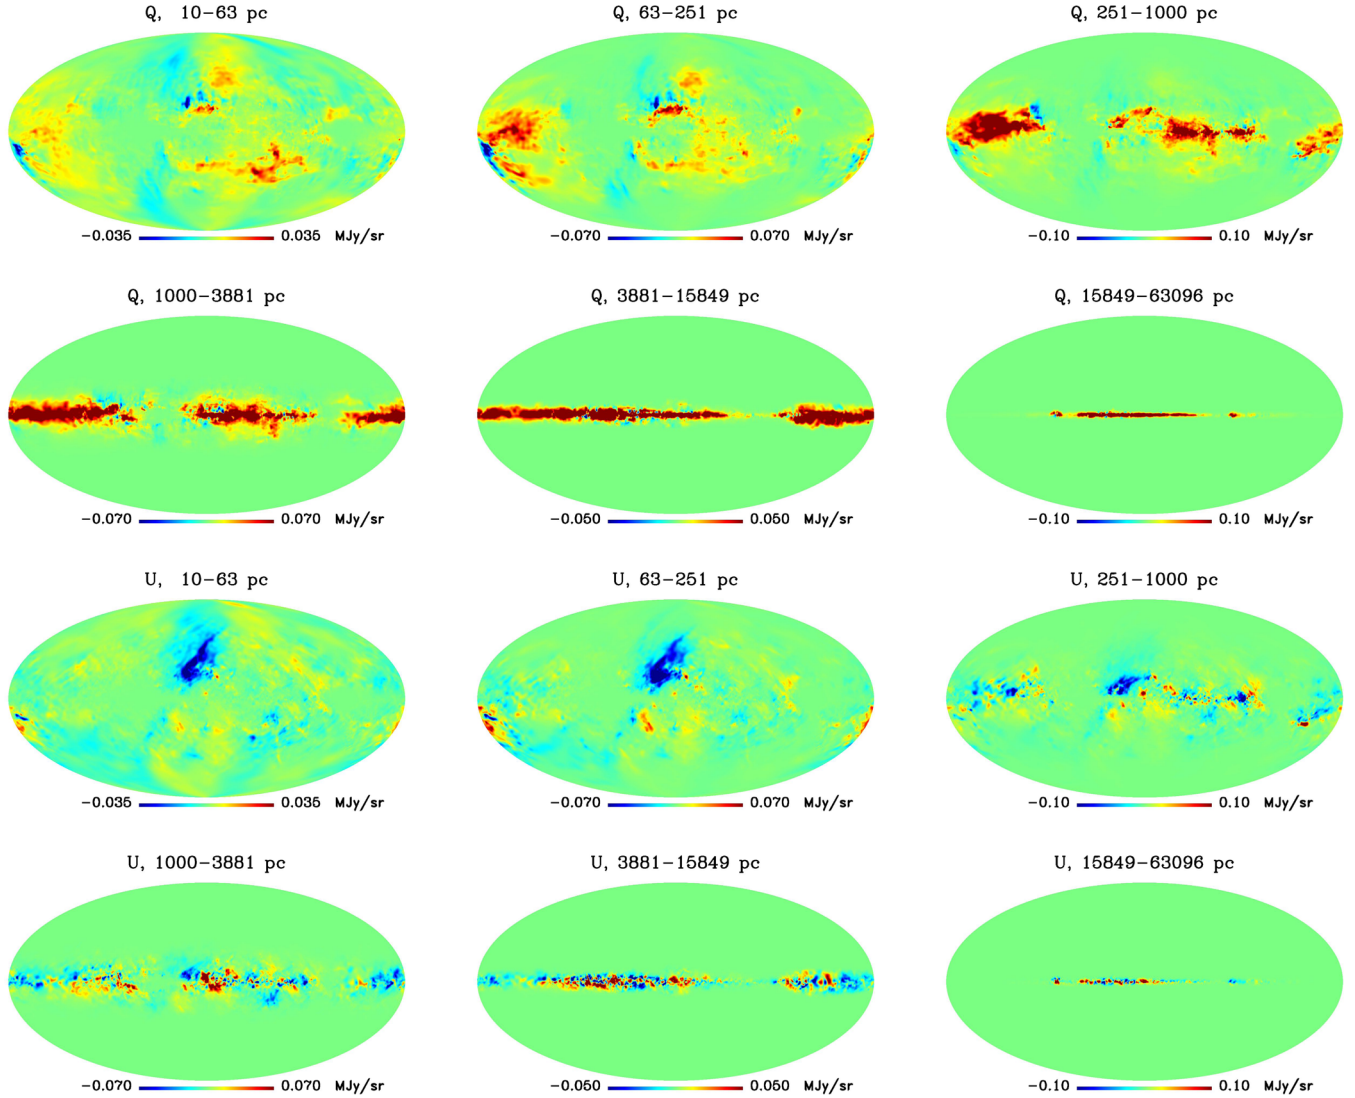 Q, 10−63 pc
Q, 63−251 pc
Q, 251−1000 pc
−0.035 0.035 MJy/sr
−0.070 0.070 MJy/sr
−0.10 0.10 MJy/sr
Q, 1000−3881 pc
Q, 3881−15849 pc
Q, 15849−63096 pc
−0.070 0.070 MJy/sr
−0.050 0.050 MJy/sr
−0.10 0.10 MJy/sr
U, 10−63 pc
U, 63−251 pc
U, 251−1000 pc
−0.035 0.035 MJy/sr
−0.070 0.070 MJy/sr
−0.10 0.10 MJy/sr
U, 1000−3881 pc
U, 3881−15849 pc
U, 15849−63096 pc
−0.070 0.070 MJy/sr
−0.050 0.050 MJy/sr
−0.10 0.10 MJy/sr